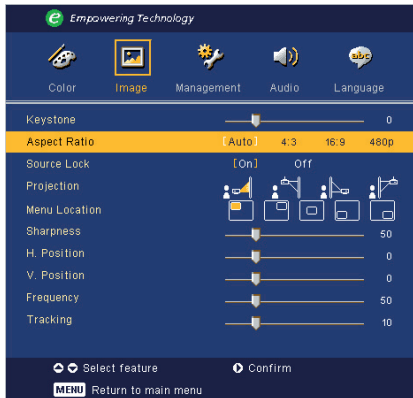 e Empowering Technology
abc
Color Image Management Audio Language
Keystone 0
Aspect Ratio [Auto] 4:3 16:9 480p
Source Lock [On] Off
Projection
Menu Location
Sharpness 50
H. Position 0
V. Position 0
Frequency 50
Tracking 10
Select feature Confirm
MENU Return to main menu